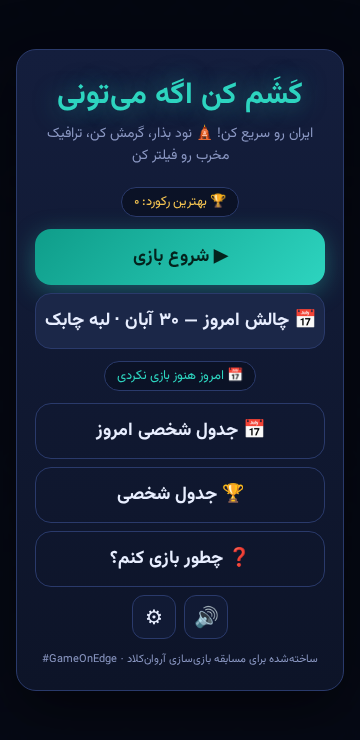 کَشَم کن اگه می‌تونی
ایران رو سریع کن! 🧯 نود بذار، گرمش کن، ترافیک
مخرب رو فیلتر کن
🏆 بهترین رکورد: ۰
▶ شروع بازی
📅 چالش امروز — ۳۰ آبان · لبه چابک
📅 امروز هنوز بازی نکردی
📅 جدول شخصی امروز
🏆 جدول شخصی
❓ چطور بازی کنم؟
ساخته‌شده برای مسابقه بازی‌سازی آروان‌کلاد · #GameOnEdge